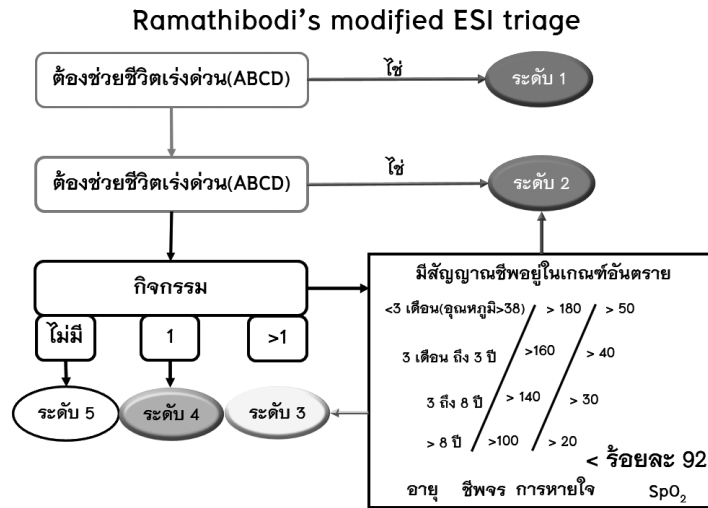 Ramathibodi's modified ESI triage
ต้องช่วยชีวิตเร่งด่วน(ABCD)
ใช่
ระดับ 1
ต้องช่วยชีวิตเร่งด่วน(ABCD)
ใช่
ระดับ 2
กิจกรรม
ไม่มี
1
>1
ระดับ 5
ระดับ 4
ระดับ 3
มีสัญญาณชีพอยู่ในเกณฑ์อันตราย
<3 เดือน(อุณหภูมิ>38) > 180 > 50
3 เดือน ถึง 3 ปี >160 > 40
3 ถึง 8 ปี > 140 > 30
> 8 ปี >100 > 20
< ร้อยละ 92
อายุ ชีพจร การหายใจ SpO₂